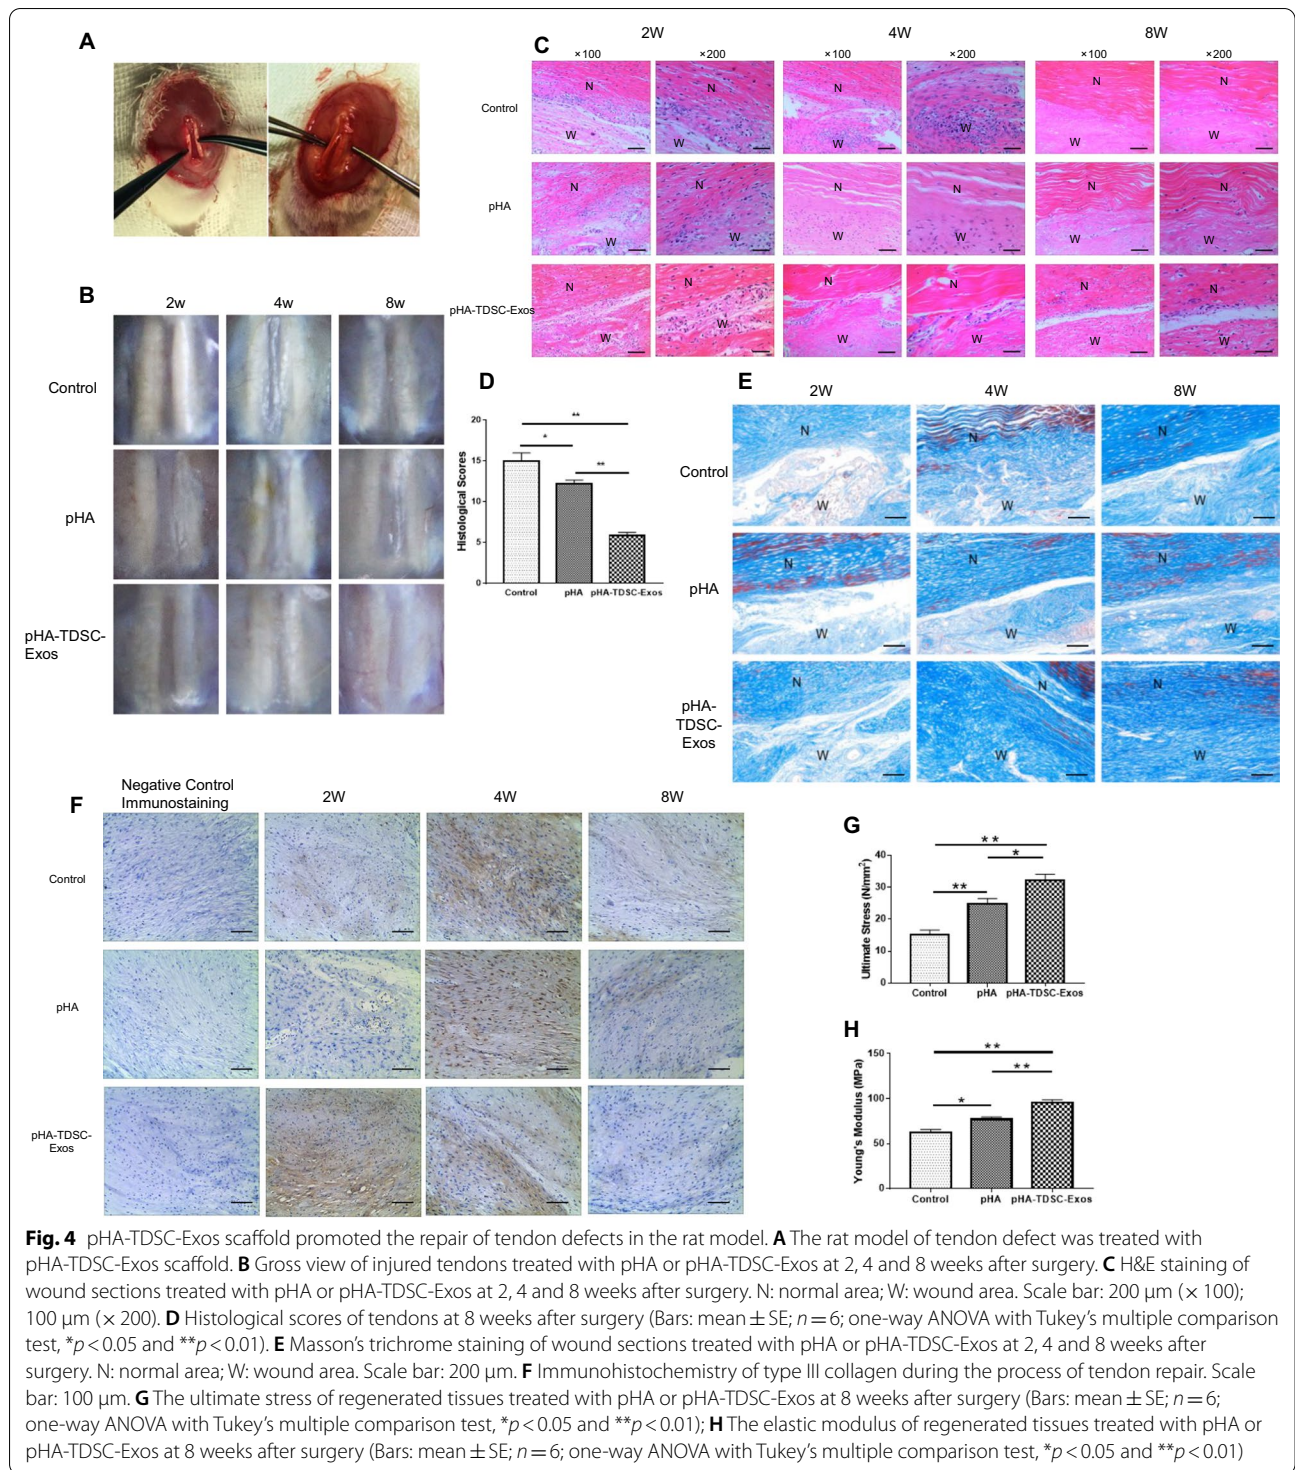 A
2W
4W
8W
C
×100
×200
×100
×200
×100
×200
Control
N
W
N
W
N
W
W
N
W
N
W
pHA
N
W
N
W
N
W
N
W
N
W
N
W
pHA-TDSC-Exos
N
W
N
W
N
W
N
W
N
W
N
W
B
2w
4w
8w
Control
pHA
pHA-TDSC-
Exos
D
Histological Scores
20
15
10
5
0
**
*
**
Control
pHA
pHA-TDSC-Exos
E
2W
4W
8W
Control
N
W
N
W
N
W
pHA
N
W
N
W
N
W
pHA-
TDSC-
Exos
N
W
N
W
N
W
F
Negative Control
Immunostaining
2W
4W
8W
Control
pHA
pHA-TDSC-
Exos
G
Ultimate Stress (N/mm²)
40
30
20
10
0
**
*
**
Control
pHA
pHA-TDSC-Exos
H
Young's Modulus (MPa)
150
100
50
0
**
**
*
Control
pHA
pHA-TDSC-Exos
Fig. 4 pHA-TDSC-Exos scaffold promoted the repair of tendon defects in the rat model. A The rat model of tendon defect was treated with
pHA-TDSC-Exos scaffold. B Gross view of injured tendons treated with pHA or pHA-TDSC-Exos at 2, 4 and 8 weeks after surgery. C H&E staining of
wound sections treated with pHA or pHA-TDSC-Exos at 2, 4 and 8 weeks after surgery. N: normal area; W: wound area. Scale bar: 200 μm (× 100);
100 μm (× 200). D Histological scores of tendons at 8 weeks after surgery (Bars: mean ± SE; n = 6; one-way ANOVA with Tukey's multiple comparison
test, *p < 0.05 and **p < 0.01). E Masson's trichrome staining of wound sections treated with pHA or pHA-TDSC-Exos at 2, 4 and 8 weeks after
surgery. N: normal area; W: wound area. Scale bar: 200 μm. F Immunohistochemistry of type III collagen during the process of tendon repair. Scale
bar: 100 μm. G The ultimate stress of regenerated tissues treated with pHA or pHA-TDSC-Exos at 8 weeks after surgery (Bars: mean ± SE; n = 6;
one-way ANOVA with Tukey's multiple comparison test, *p < 0.05 and **p < 0.01); H The elastic modulus of regenerated tissues treated with pHA or
pHA-TDSC-Exos at 8 weeks after surgery (Bars: mean ± SE; n = 6; one-way ANOVA with Tukey's multiple comparison test, *p < 0.05 and **p < 0.01)